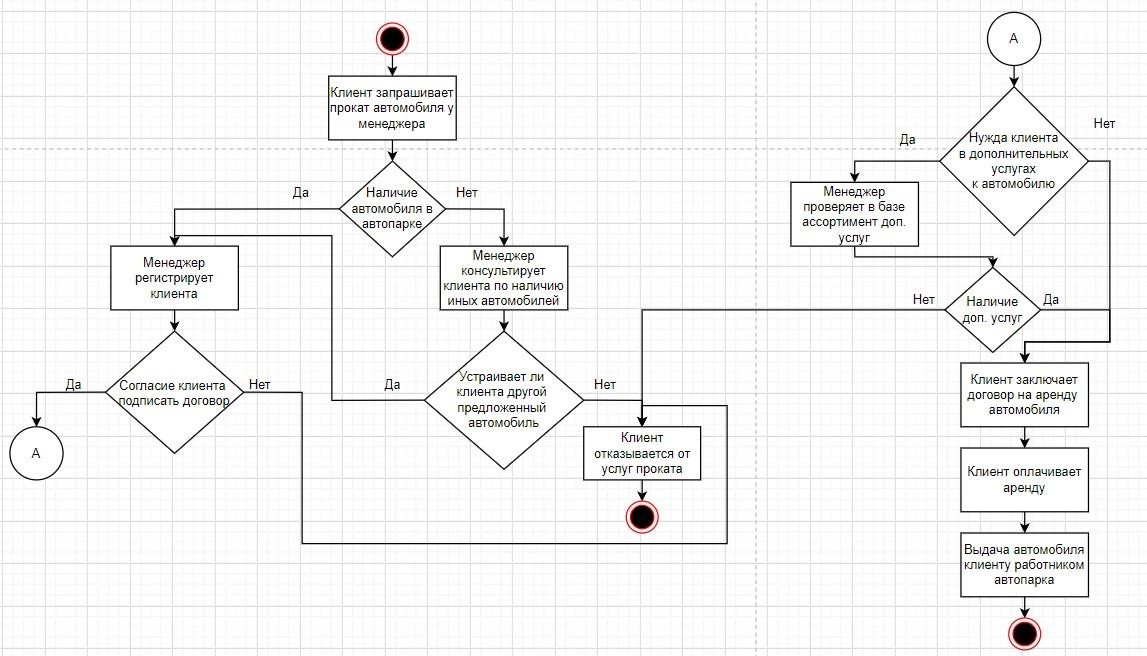 Клиент запрашивает
прокат автомобиля у
менеджера
Наличие
автомобиля в
автопарке
Да
Нет
Менеджер
регистрирует
клиента
Менеджер
консультирует
клиента по наличию
иных автомобилей
Согласие клиента
подписать договор
Да
Нет
А
Устраивает ли
клиента другой
предложенный
автомобиль
Да
Нет
Клиент
отказывается от
услуг проката
А
Нужда клиента
в дополнительных
услугах
к автомобилю
Да
Нет
Менеджер
проверяет в базе
ассортимент доп.
услуг
Наличие
доп. услуг
Нет
Да
Клиент заключает
договор на аренду
автомобиля
Клиент оплачивает
аренду
Выдача автомобиля
клиенту работником
автопарка